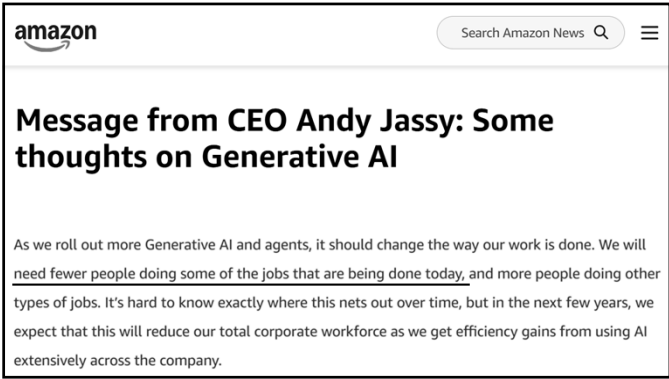 amazon
Search Amazon News
Message from CEO Andy Jassy: Some
thoughts on Generative AI
As we roll out more Generative AI and agents, it should change the way our work is done. We will
need fewer people doing some of the jobs that are being done today, and more people doing other
types of jobs. It’s hard to know exactly where this nets out over time, but in the next few years, we
expect that this will reduce our total corporate workforce as we get efficiency gains from using AI
extensively across the company.